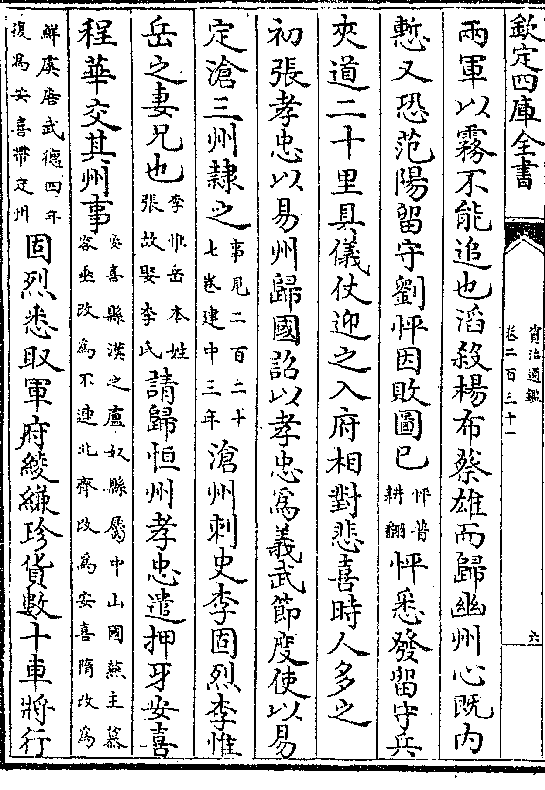 欽定四庫全書
資治通鑑
卷二百三十一
六
兩軍以霧不能追也滔殺楊布蔡雄而歸幽州心既内
慙又恐范陽留守劉怦因敗圖已
怦普
耕翻
怦悉發留守兵
夾道二十里具儀仗迎之入府相對悲喜時人多之
初張孝忠以易州歸國詔以孝忠為義武節度使以易
定滄三州隸之
事見二百二十
七卷建中三年
滄州刺史李固烈李惟
岳之妻兄也
李惟岳本姓
張故娶李氏
請歸恒州孝忠遣押牙安喜
程華交其州事
安喜縣漢之盧奴縣屬中山國燕主慕
容垂改為不連北齊改為安喜隋改為
鮮虞唐武德四年
復為安喜帶定州
固烈悉取軍府綾縑珍貨數十車將行